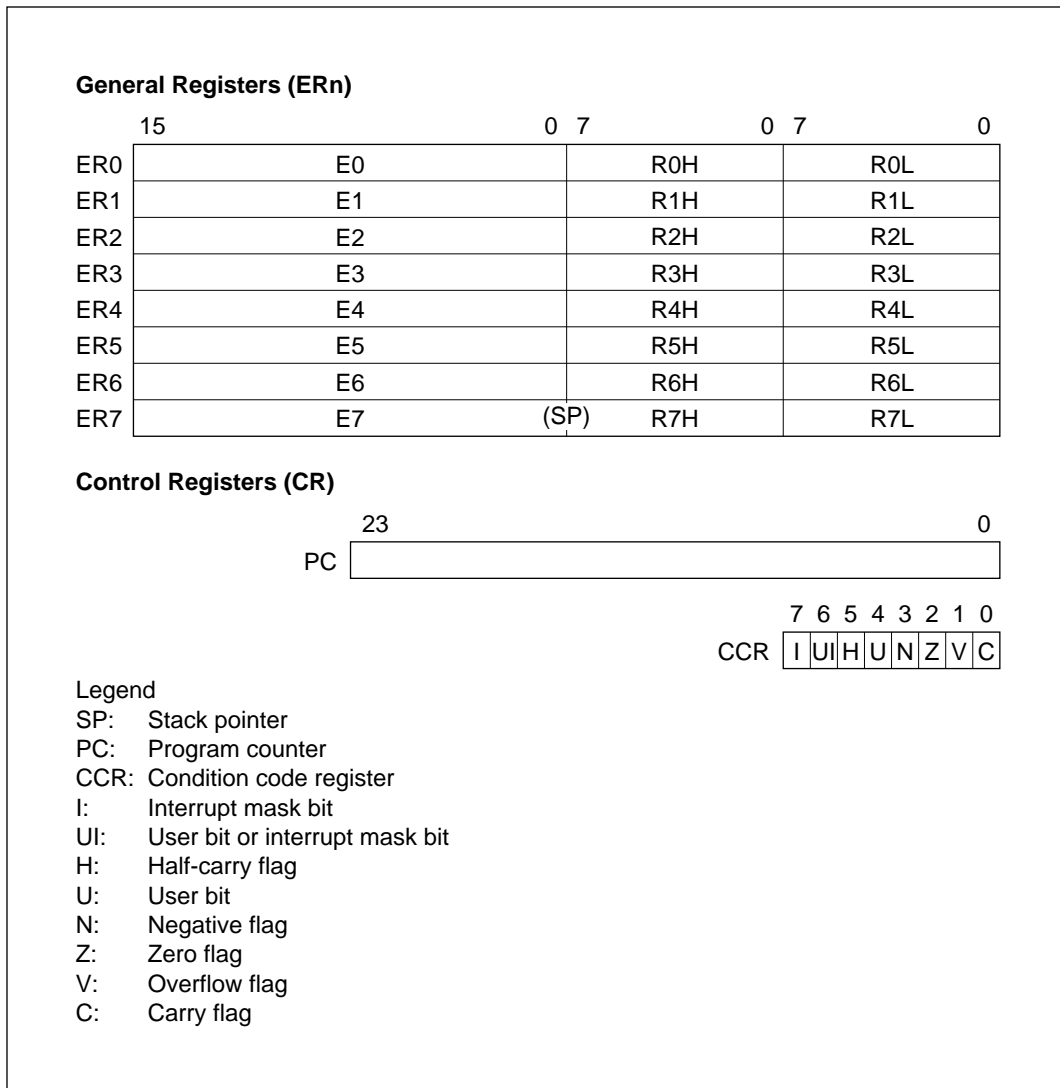 General Registers (ERn)
15 0 7 0 7 0
ER0 E0 R0H R0L
ER1 E1 R1H R1L
ER2 E2 R2H R2L
ER3 E3 R3H R3L
ER4 E4 R4H R4L
ER5 E5 R5H R5L
ER6 E6 R6H R6L
ER7 E7 (SP) R7H R7L
Control Registers (CR)
23 0
PC
7 6 5 4 3 2 1 0
CCR I UI H U N Z V C
Legend
SP: Stack pointer
PC: Program counter
CCR: Condition code register
I: Interrupt mask bit
UI: User bit or interrupt mask bit
H: Half-carry flag
U: User bit
N: Negative flag
Z: Zero flag
V: Overflow flag
C: Carry flag